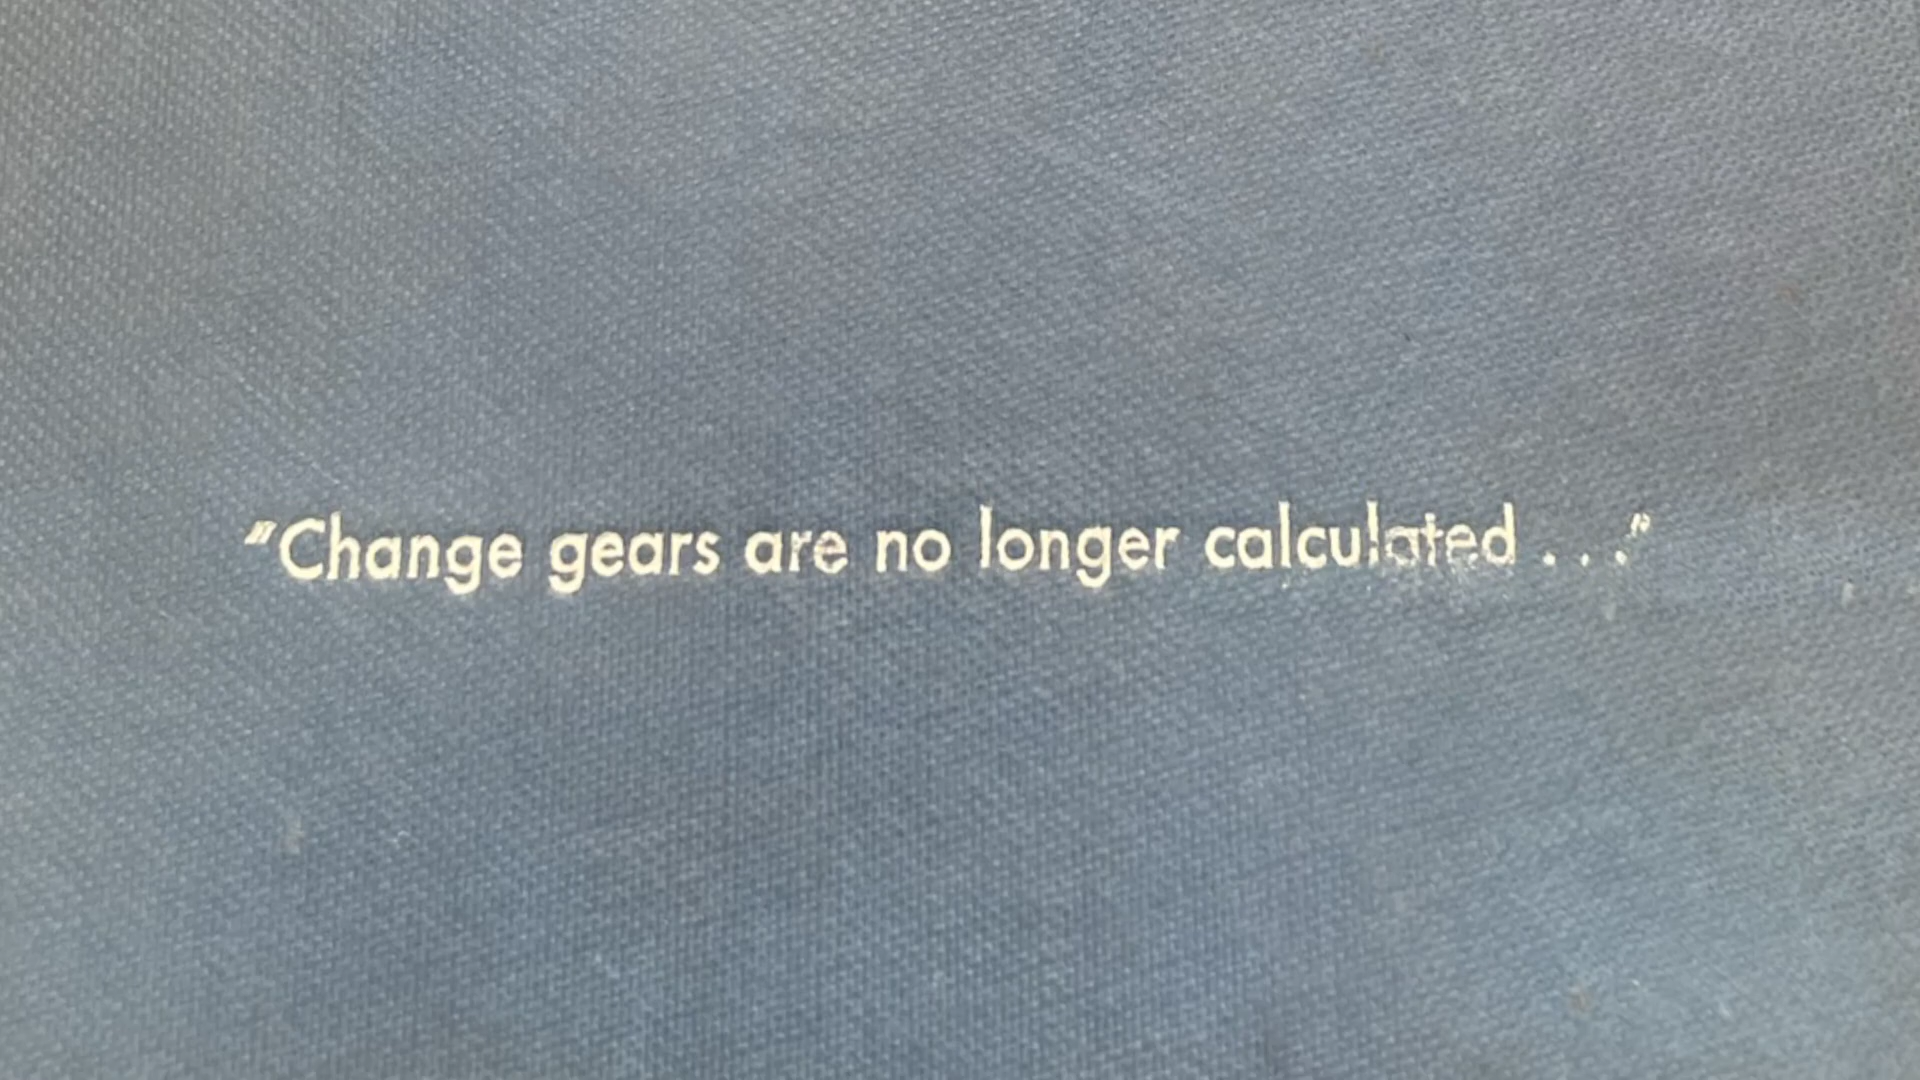 "Change gears are no longer calculated . . ."